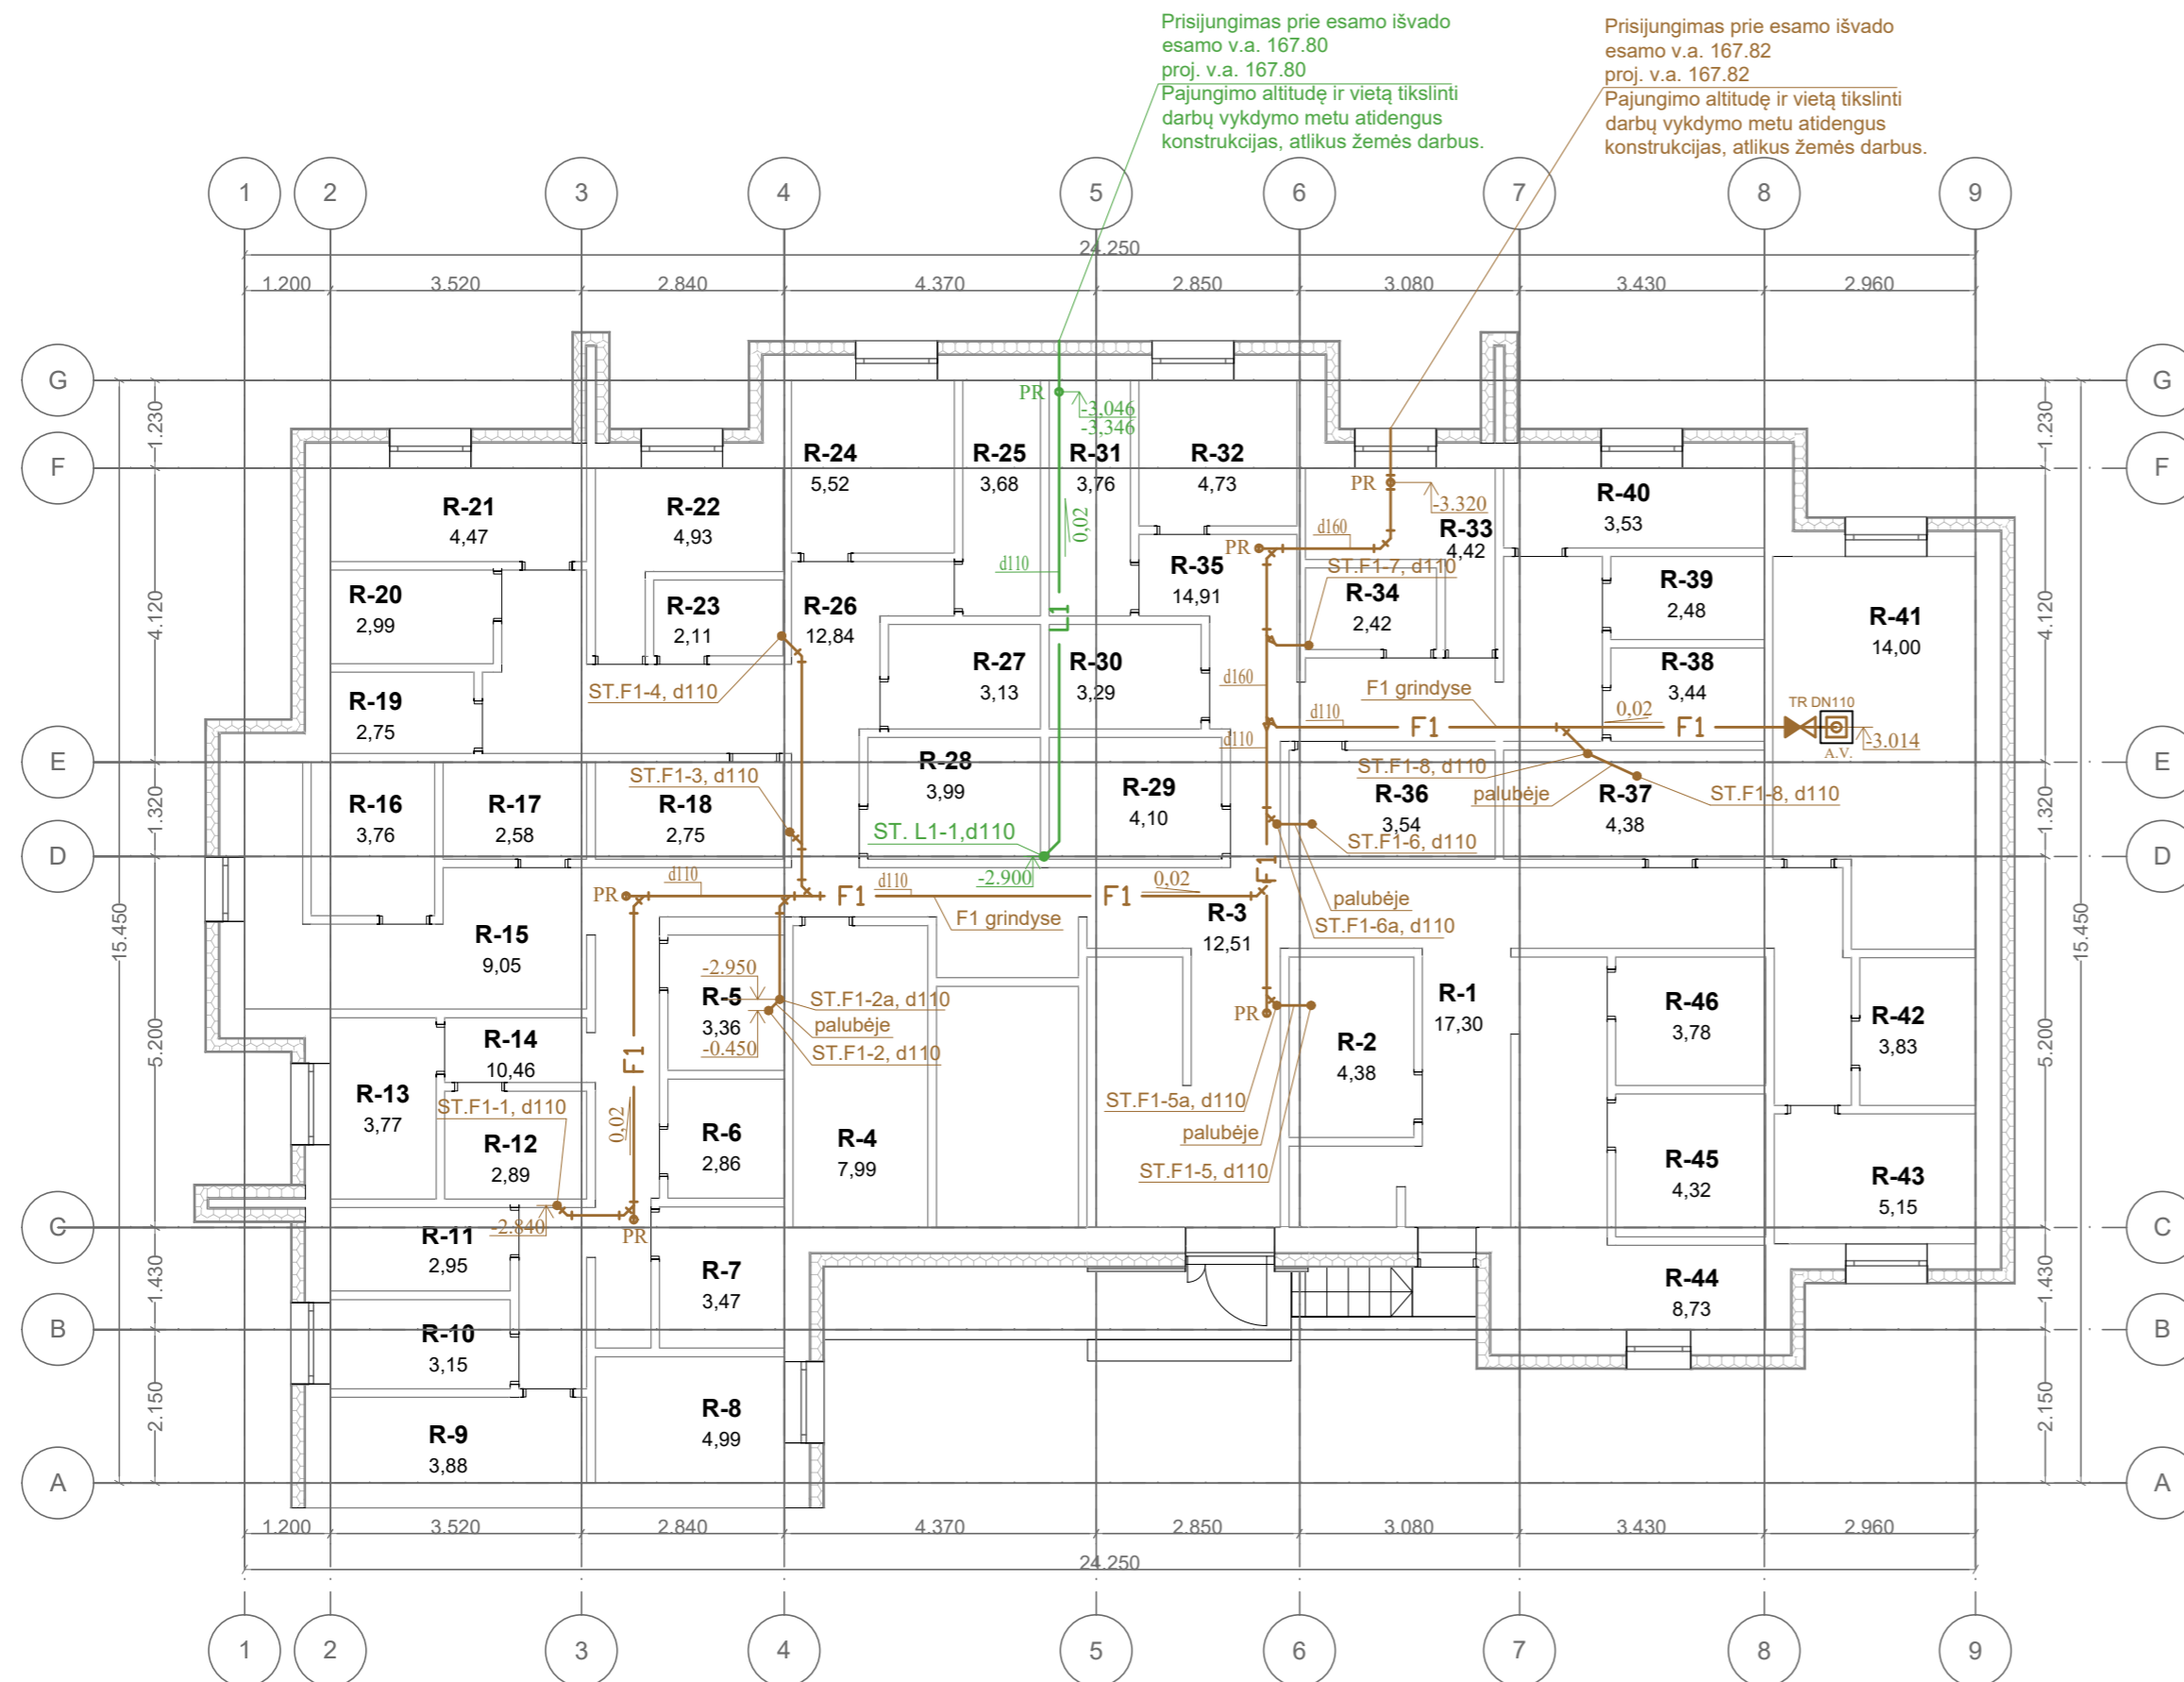 Prisijungimas prie esamo išvado
esamo v.a. 167.80
proj. v.a. 167.80
Pajungimo altitudę ir vietą tikslinti
darbų vykdymo metu atidengus
konstrukcijas, atlikus žemės darbus.
Prisijungimas prie esamo išvado
esamo v.a. 167.82
proj. v.a. 167.82
Pajungimo altitudę ir vietą tikslinti
darbų vykdymo metu atidengus
konstrukcijas, atlikus žemės darbus.
1 2 3 4 5 6 7 8 9
24.250
1.200 3.520 2.840 4.370 2.850 3.080 3.430 2.960
G G
1.230 1.230
PR
-3.046
-3,346
F F
R-24
5,52
R-25
3,68
R-31
3,76
R-32
4,73
R-21
4,47
R-22
4,93
PR
-3.320
R-40
3,53
R-33
4,42
0,02
d160
PR
d110
ST.F1-7, d110
R-35
14,91
R-34
2,42
R-39
2,48
R-20
2,99
R-23
2,11
R-26
12,84
L1
R-41
14,00
4.120 4.120
R-27
3,13
R-30
3,29
R-38
3,44
d160
ST.F1-4, d110
F1 grindyse
R-19
2,75
d110
F1
0,02
F1
TR DN110
A.V.
-3.014
d110
E E
R-28
3,99
ST.F1-3, d110
ST.F1-8, d110
palubėje
ST.F1-8, d110
R-29
4,10
R-36
3,54
R-37
4,38
R-16
3,76
R-17
2,58
R-18
2,75
1.320 1.320
ST. L1-1,d110
ST.F1-6, d110
D D
-2.900
F1
d110
PR
F1
d110
F1
0,02
F1 grindyse
palubėje
ST.F1-6a, d110
R-3
12,51
15.450 15.450
R-15
9,05
-2.950
R-5
3,36
-0.450
ST.F1-2a, d110
palubėje
ST.F1-2, d110
PR
R-1
17,30
R-46
3,78
R-42
3,83
R-2
4,38
5.200 5.200
R-14
10,46
F1
R-13
3,77
ST.F1-1, d110
ST.F1-5a, d110
palubėje
ST.F1-5, d110
0,02
R-12
2,89
R-6
2,86
R-4
7,99
R-45
4,32
R-43
5,15
C C
-2.840
PR
R-11
2,95
R-7
3,47
R-44
8,73
1.430 1.430
B B
R-10
3,15
2.150 2.150
R-9
3,88
R-8
4,99
A A
1.200 3.520 2.840 4.370 2.850 3.080 3.430 2.960
24.250
1 2 3 4 5 6 7 8 9